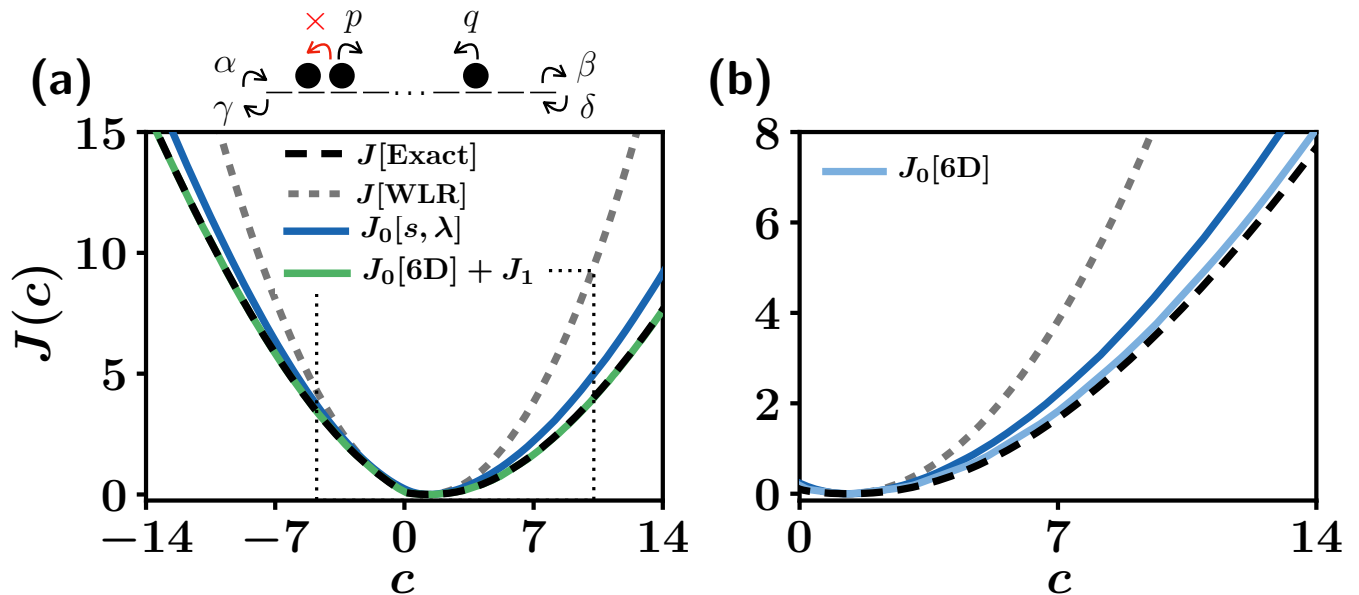 × p q
(a) α γ β δ
15
10
5
0
J(c)
J[Exact]
J[WLR]
J₀[s, λ]
J₀[6D] + J₁
−14 −7 0 7 14
c
(b)
8
6
4
2
0
J₀[6D]
0 7 14
c